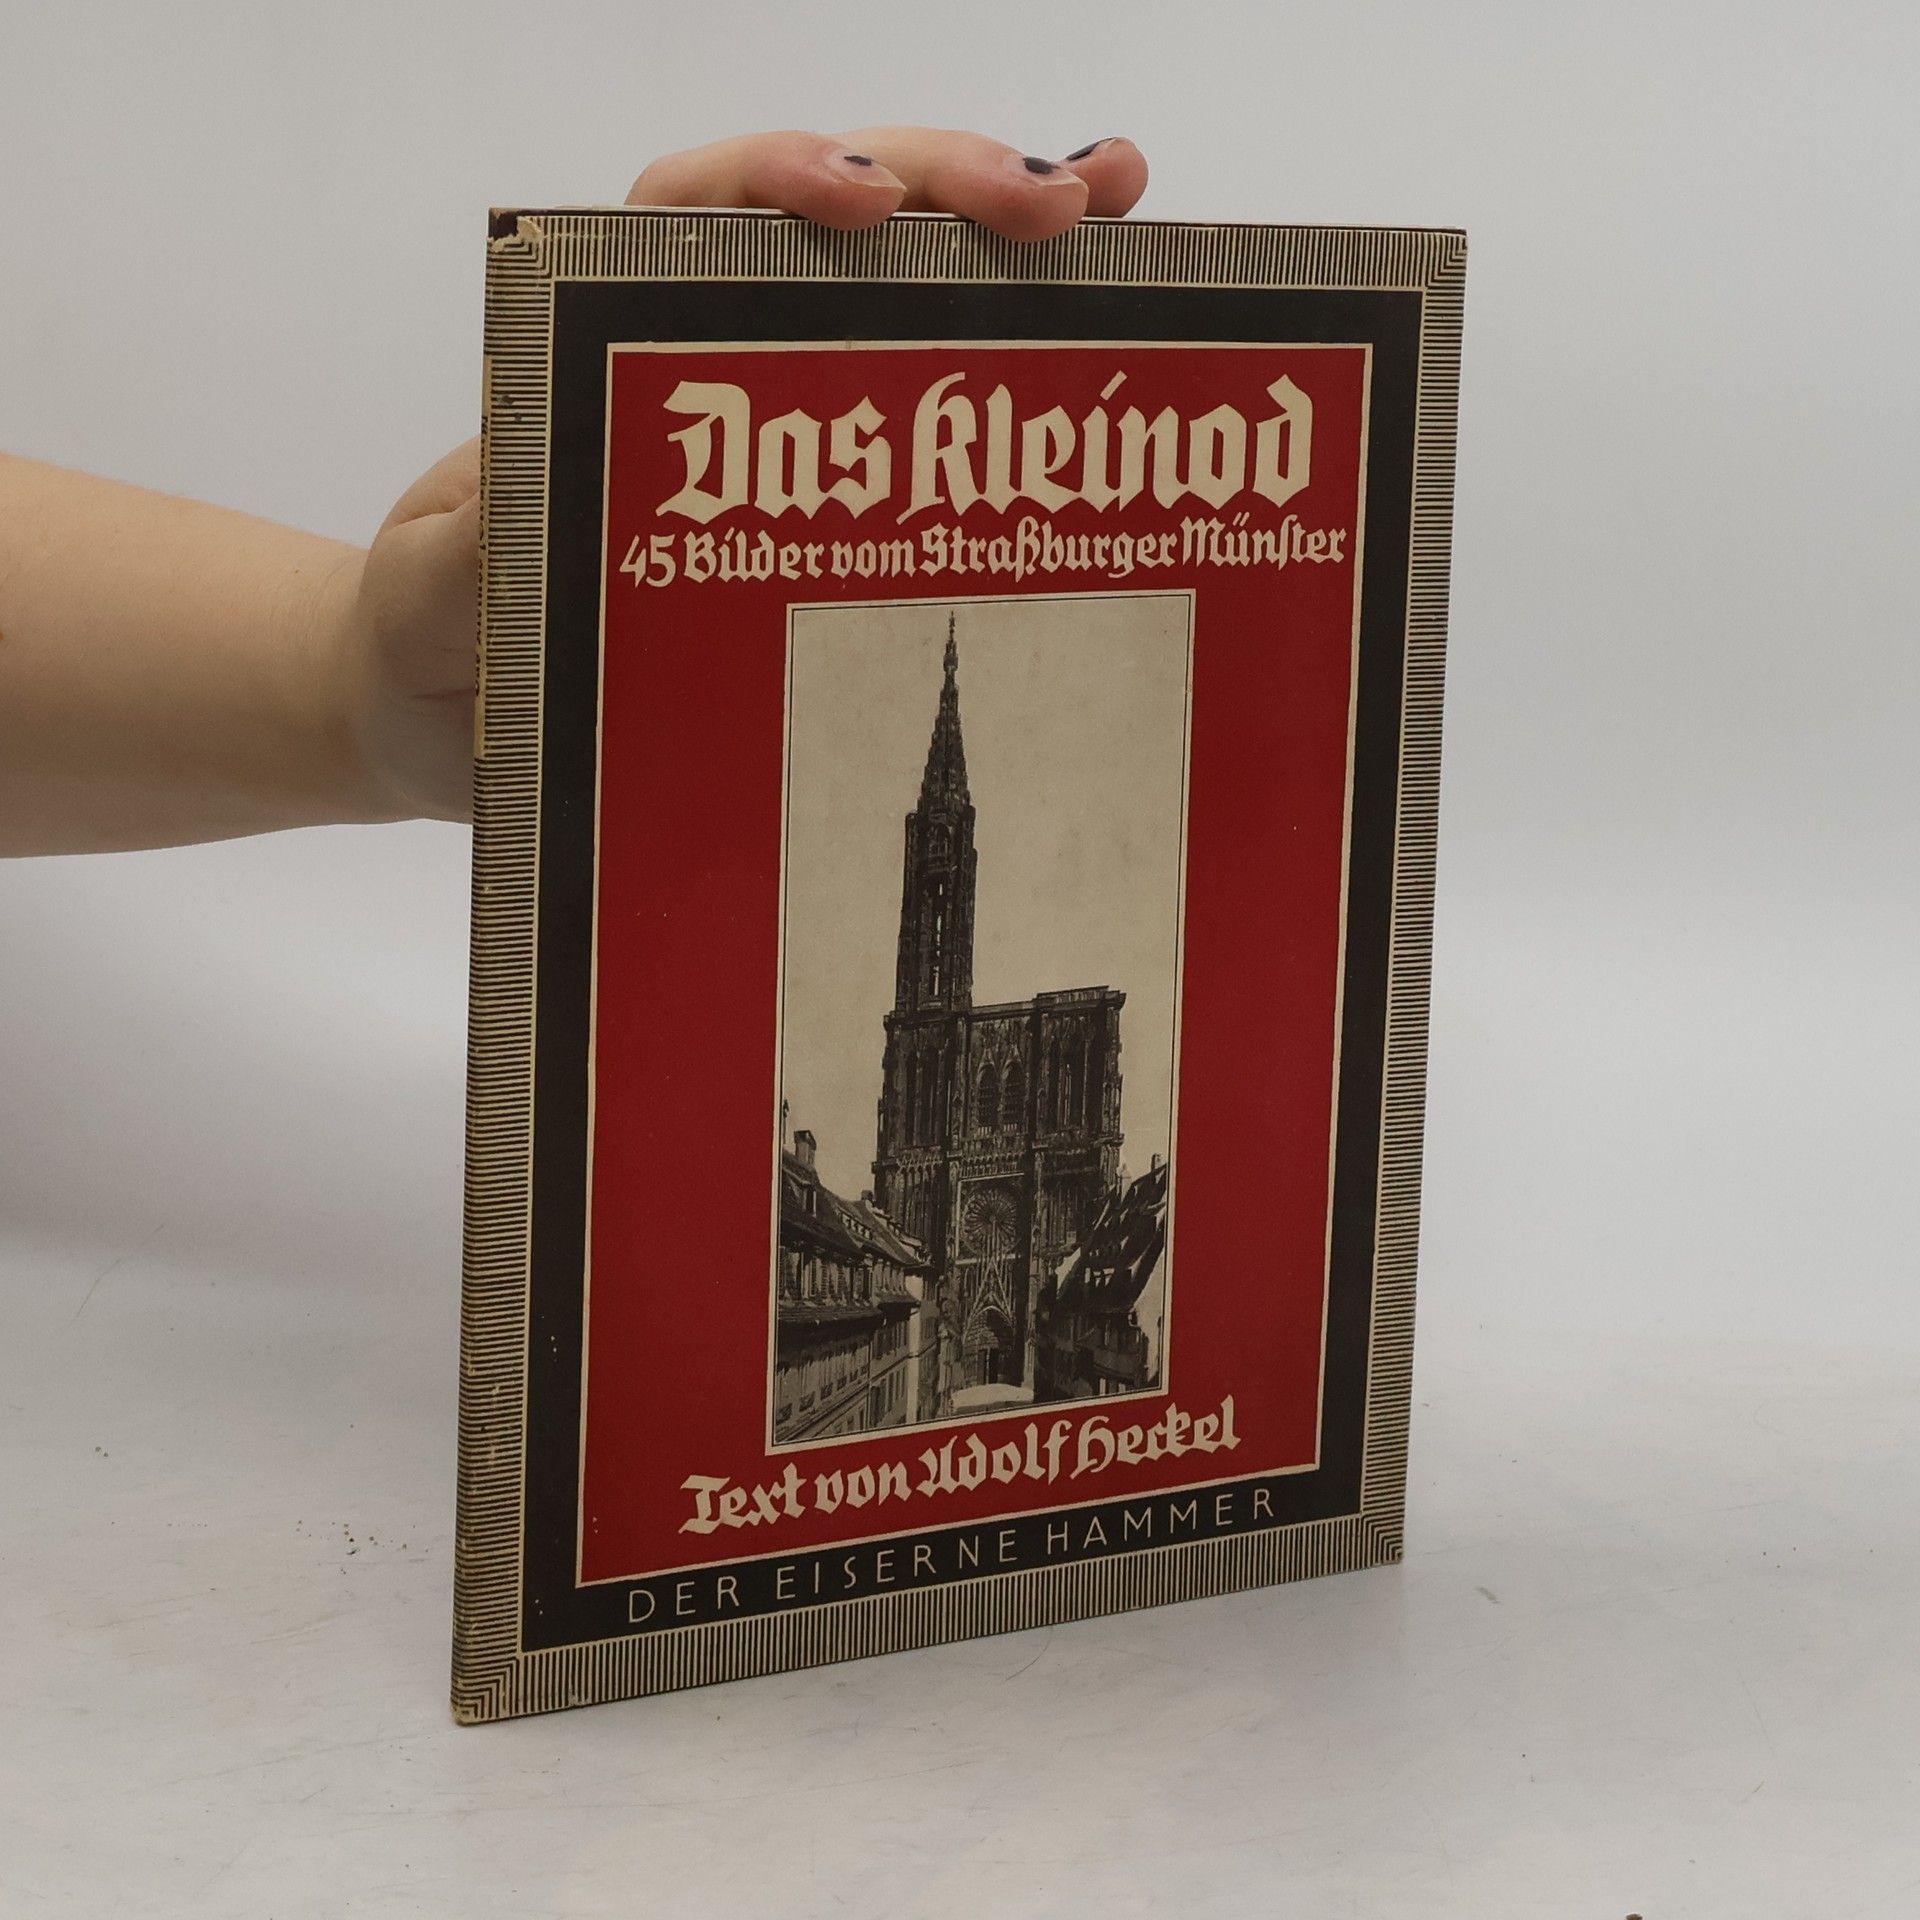 Das Kleinod
45 Bilder vom Straßburger Münster
Text von Adolf Heckel
DER EISERNE HAMMER